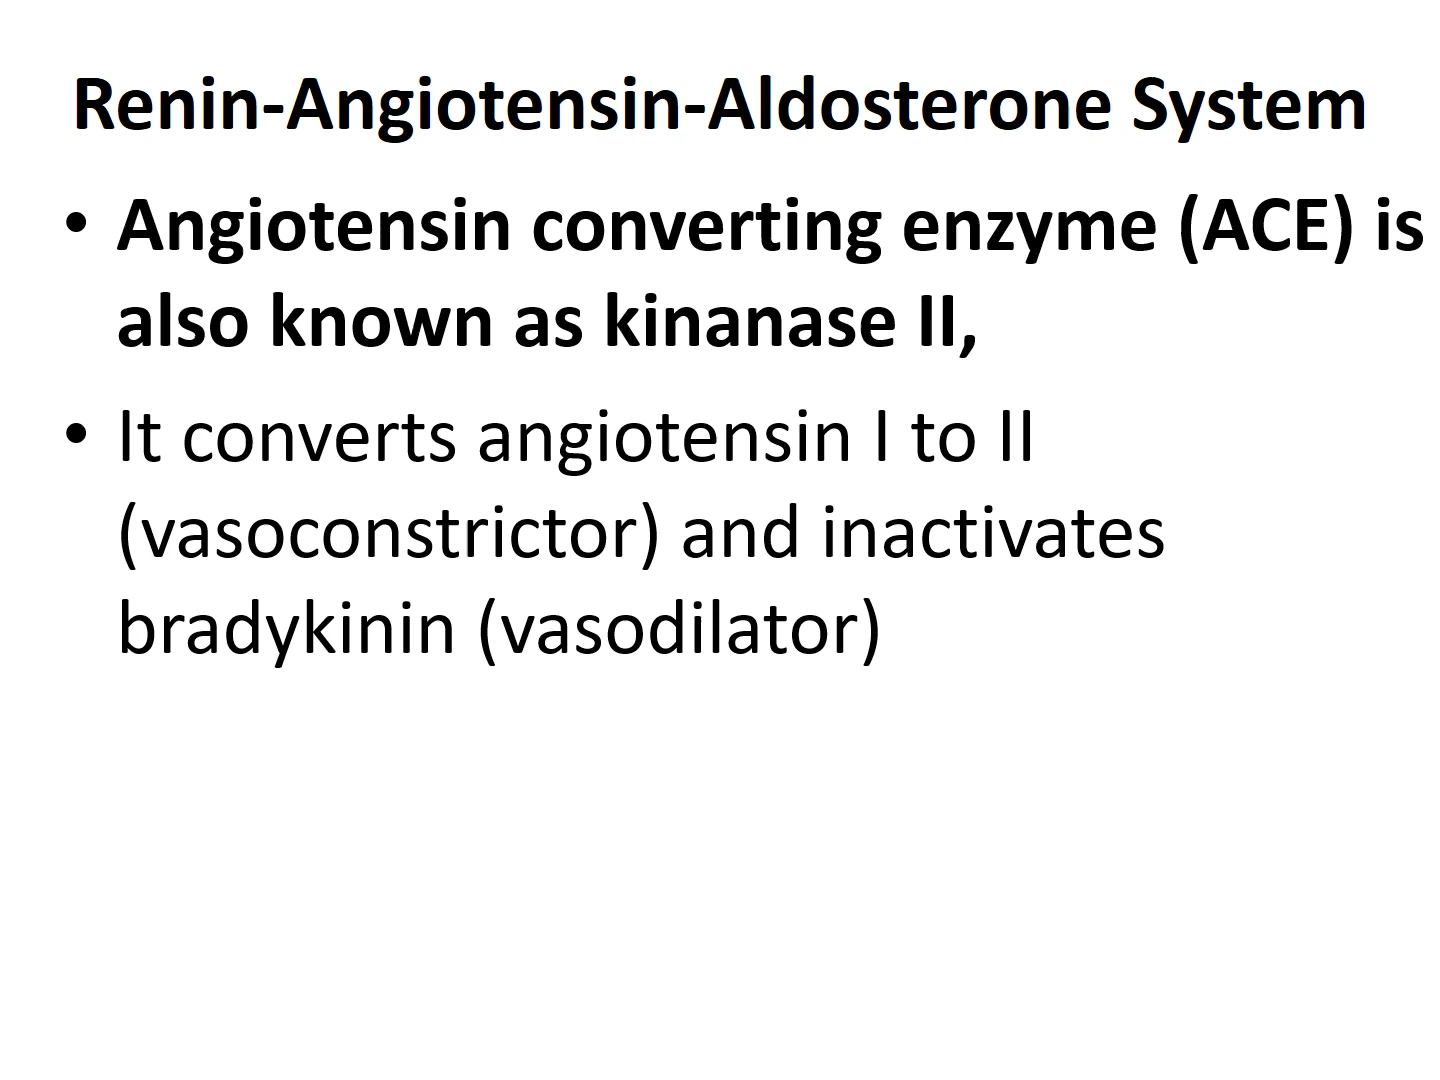 Renin-Angiotensin-Aldosterone System
• Angiotensin converting enzyme (ACE) is
also known as kinanase II,
• It converts angiotensin I to II
(vasoconstrictor) and inactivates
bradykinin (vasodilator)